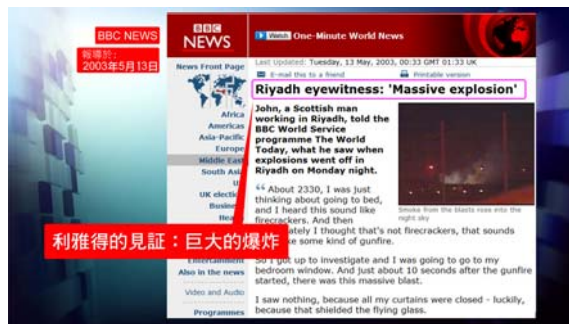 BBC NEWS
報導於:
2003年5月13日
BBC
NEWS
Watch One-Minute World News
Last Updated: Tuesday, 13 May, 2003, 00:33 GMT 01:33 UK
E-mail this to a friend
Printable version
News Front Page
Africa
Americas
Asia-Pacific
Europe
Middle East
South Asia
UK
Business
Entertainment
Also in the news
Video and Audio
Programmes
Riyadh eyewitness: 'Massive explosion'
John, a Scottish man
working in Riyadh, told the
BBC World Service
programme The World
Today, what he saw when
explosions went off in
Riyadh on Monday night.
Smoke from the blasts rose into the
night sky
“ About 2330, I was just
thinking about going to bed,
and I heard this sound like
firecrackers. And then
I thought that's not firecrackers, that sounds
some kind of gunfire.
So I got up to investigate and I was going to go to my
bedroom window. And just about 10 seconds after the gunfire
started, there was this massive blast.
I saw nothing, because all my curtains were closed - luckily,
because that shielded the flying glass.
利雅得的見証：巨大的爆炸